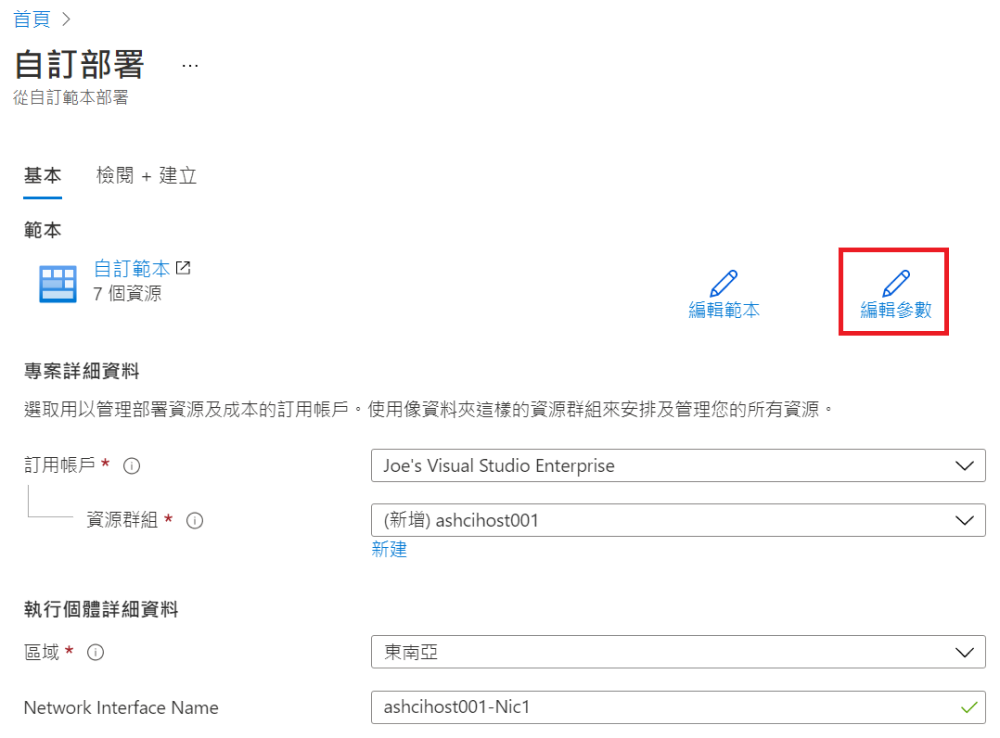 首頁
自訂部署 ...
從自訂範本部署
基本 檢閱 + 建立
範本
自訂範本
7 個資源
編輯範本 編輯參數
專案詳細資料
選取用以管理部署資源及成本的訂用帳戶。使用像資料夾這樣的資源群組來安排及管理您的所有資源。
訂用帳戶 * Joe's Visual Studio Enterprise
資源群組 * (新增) ashcihost001
新建
執行個體詳細資料
區域 * 東南亞
Network Interface Name ashcihost001-Nic1